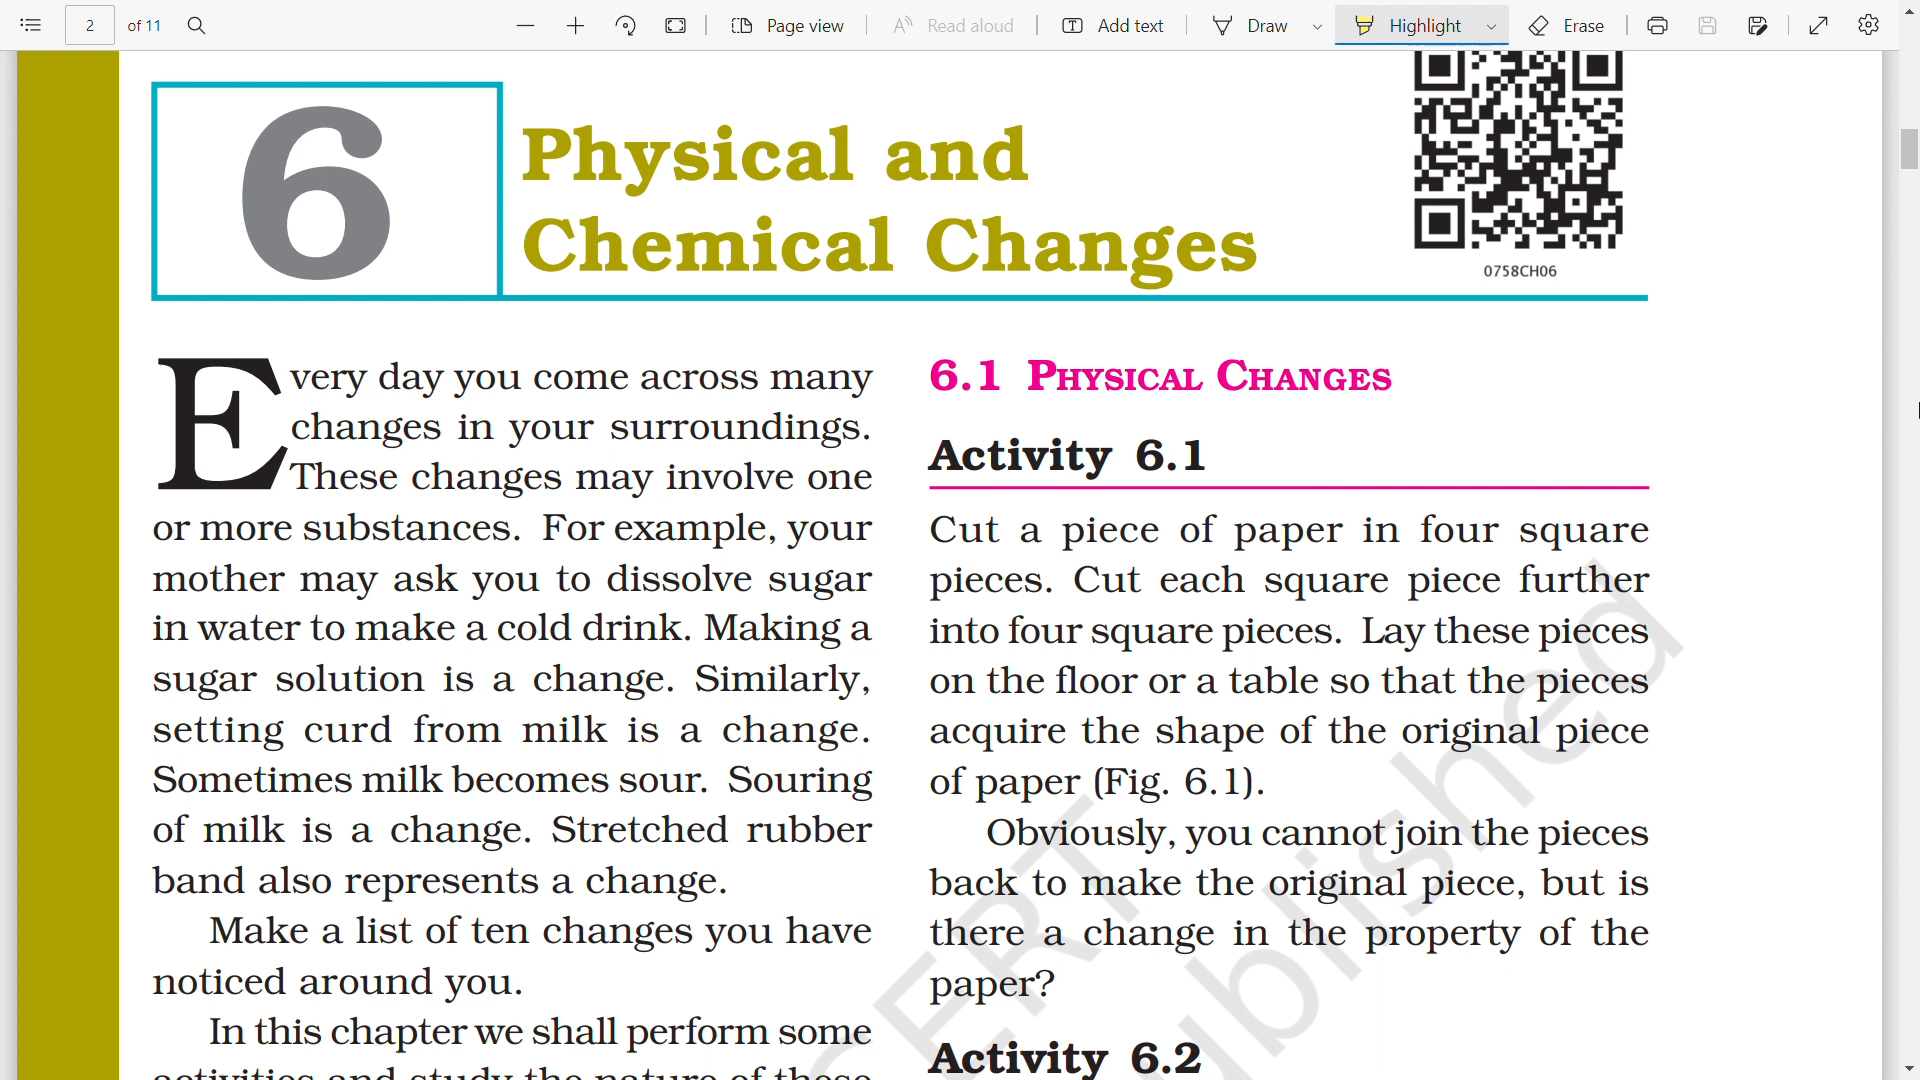 2 of 11 Page view Read aloud Add text Draw Highlight Erase
6
Physical and
Chemical Changes
0758CH06
Every day you come across many
changes in your surroundings.
These changes may involve one
or more substances. For example, your
mother may ask you to dissolve sugar
in water to make a cold drink. Making a
sugar solution is a change. Similarly,
setting curd from milk is a change.
Sometimes milk becomes sour. Souring
of milk is a change. Stretched rubber
band also represents a change.
Make a list of ten changes you have
noticed around you.
In this chapter we shall perform some
activities and study the nature of these
6.1 PHYSICAL CHANGES
Activity 6.1
Cut a piece of paper in four square
pieces. Cut each square piece further
into four square pieces. Lay these pieces
on the floor or a table so that the pieces
acquire the shape of the original piece
of paper (Fig. 6.1).
Obviously, you cannot join the pieces
back to make the original piece, but is
there a change in the property of the
paper?
Activity 6.2